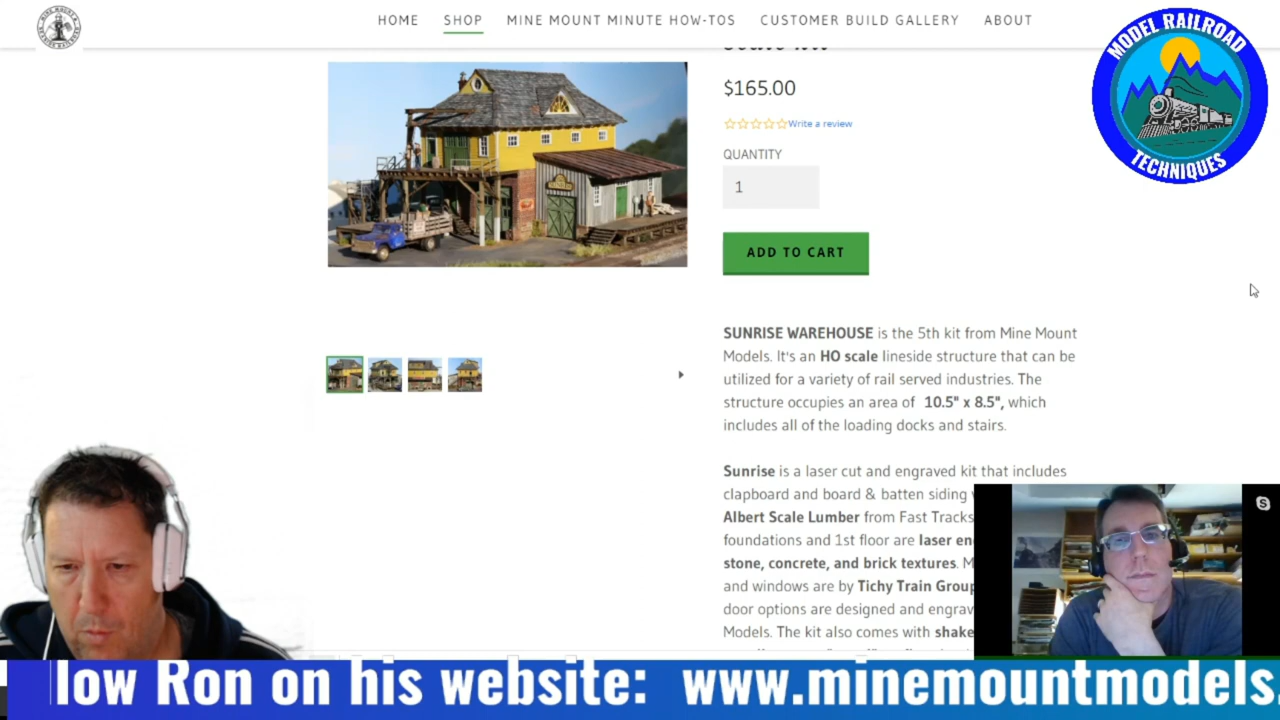 HOME SHOP MINE MOUNT MINUTE HOW-TOS CUSTOMER BUILD GALLERY ABOUT
MODEL RAILROAD
TECHNIQUES
$165.00
Write a review
QUANTITY
1
ADD TO CART
SUNRISE WAREHOUSE is the 5th kit from Mine Mount
Models. It's an HO scale lineside structure that can be
utilized for a variety of rail served industries. The
structure occupies an area of 10.5" x 8.5", which
includes all of the loading docks and stairs.
Sunrise is a laser cut and engraved kit that includes
clapboard and board & batten siding
Albert Scale Lumber from Fast Tracks
foundations and 1st floor are laser en
stone, concrete, and brick textures. M
and windows are by Tichy Train Group
door options are designed and engrav
Models. The kit also comes with shake
low Ron on his website: www.minemountmodels.